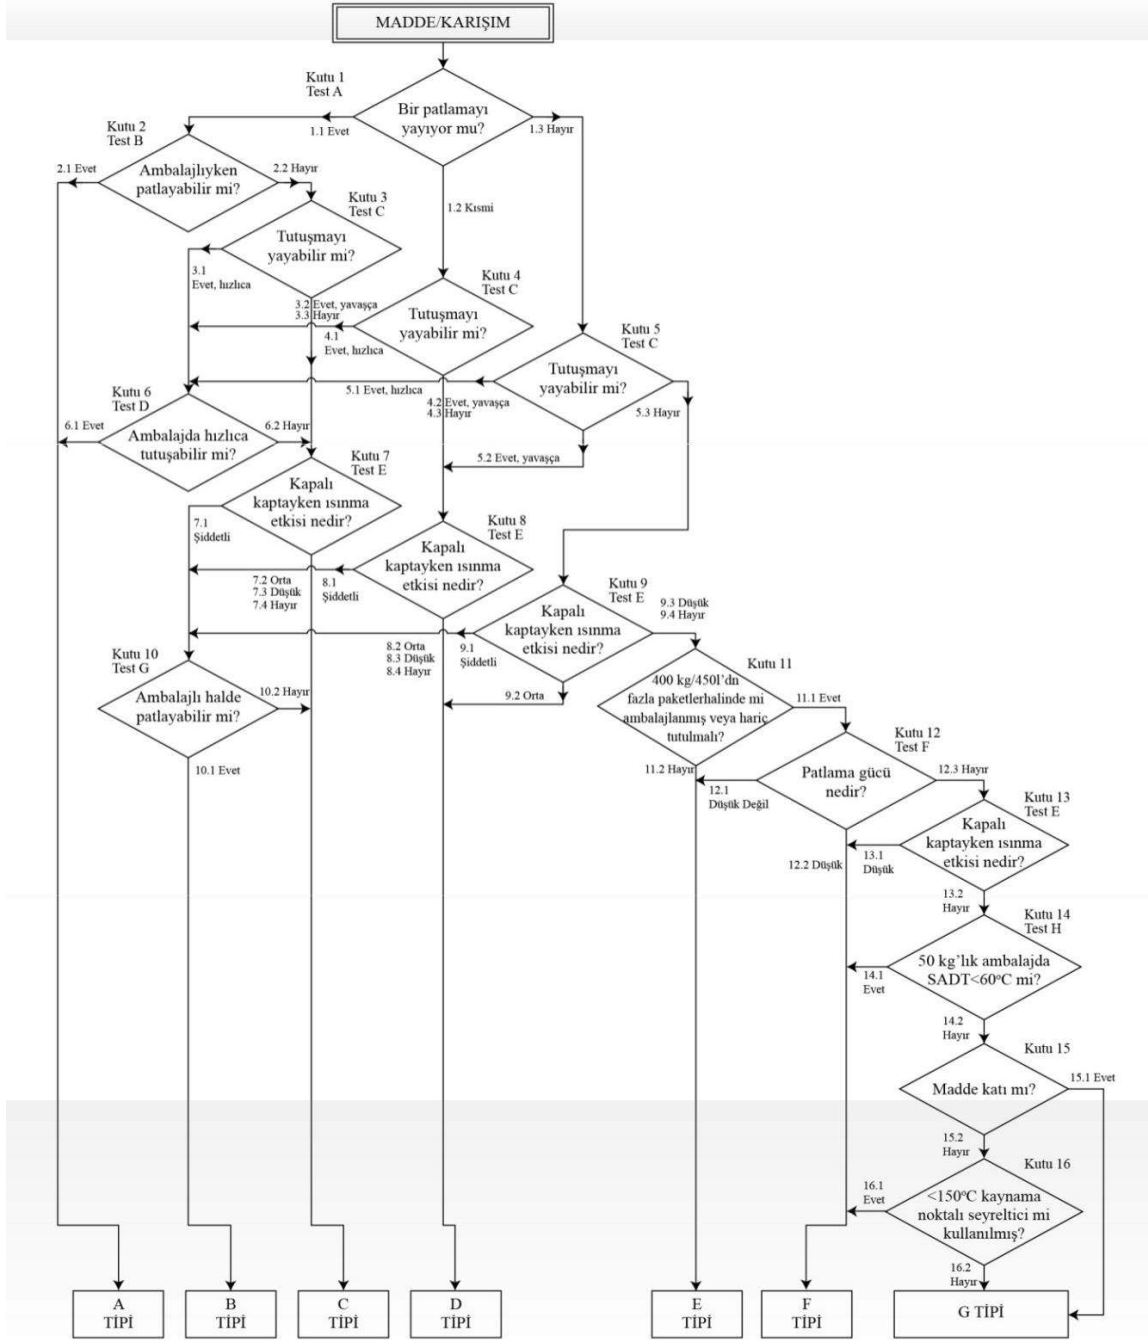 MADDE/KARIŞIM
Kutu 1
Test A
Bir patlamayı
yayıyor mu?
1.1 Evet
1.3 Hayır
Kutu 2
Test B
2.1 Evet
2.2 Hayır
Ambalajlıyken
patlayabilir mi?
1.2 Kısmi
Kutu 3
Test C
Tutuşmayı
yayabilir mi?
3.1
Evet, hızlıca
3.2 Evet, yavaşça
3.3 Hayır
Kutu 4
Test C
Tutuşmayı
yayabilir mi?
4.1
Evet, hızlıca
Kutu 5
Test C
Tutuşmayı
yayabilir mi?
5.1 Evet, hızlıca
4.2 Evet, yavaşça
4.3 Hayır
5.3 Hayır
5.2 Evet, yavaşça
Kutu 6
Test D
6.1 Evet
6.2 Hayır
Ambalajda hızlıca
tutuşabilir mi?
Kutu 7
Test E
Kapalı
kaptayken ısınma
etkisi nedir?
7.1
Şiddetli
7.2 Orta
7.3 Düşük
7.4 Hayır
Kutu 8
Test E
Kapalı
kaptayken ısınma
etkisi nedir?
8.1
Şiddetli
8.2 Orta
8.3 Düşük
8.4 Hayır
Kutu 9
Test E
Kapalı
kaptayken ısınma
etkisi nedir?
9.1
Şiddetli
9.2 Orta
9.3 Düşük
9.4 Hayır
Kutu 10
Test G
Ambalajlı halde
patlayabilir mi?
10.2 Hayır
10.1 Evet
Kutu 11
400 kg/450l’dn
fazla paketlerhalinde mi
ambalajlanmış veya hariç
tutulmalı?
11.1 Evet
11.2 Hayır
Kutu 12
Test F
Patlama gücü
nedir?
12.1
Düşük Değil
12.3 Hayır
12.2 Düşük
Kutu 13
Test E
Kapalı
kaptayken ısınma
etkisi nedir?
13.1
Düşük
13.2
Hayır
Kutu 14
Test H
50 kg’lık ambalajda
SADT<60ºC mi?
14.1
Evet
14.2
Hayır
Kutu 15
Madde katı mı?
15.1 Evet
15.2
Hayır
Kutu 16
<150ºC kaynama
noktalı seyreltici mi
kullanılmış?
16.1
Evet
16.2
Hayır
A
TİPİ
B
TİPİ
C
TİPİ
D
TİPİ
E
TİPİ
F
TİPİ
G TİPİ